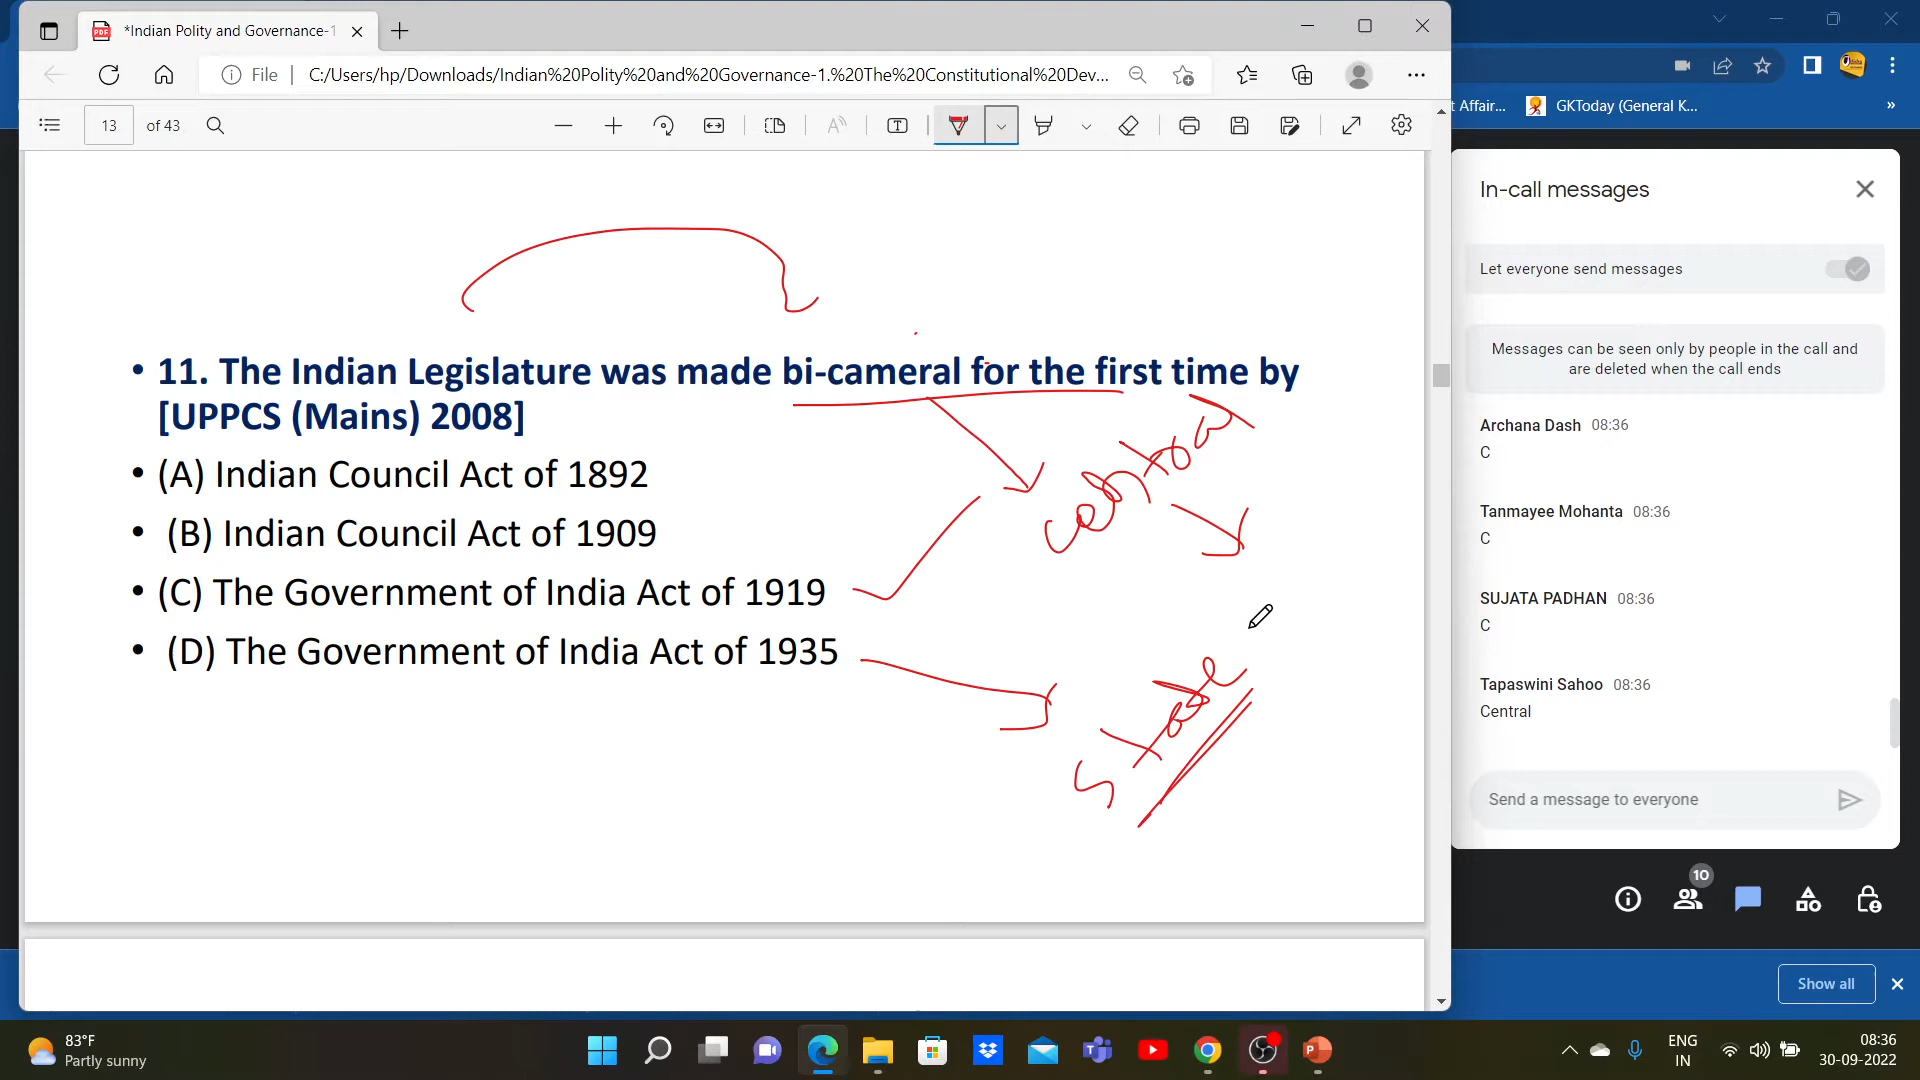 *Indian Polity and Governance-1
File
C:/Users/hp/Downloads/Indian%20Polity%20and%20Governance-1.%20The%20Constitutional%20Dev...
13 of 43
t Affair...
GKToday (General K...
• 11. The Indian Legislature was made bi-cameral for the first time by
[UPPCS (Mains) 2008]
• (A) Indian Council Act of 1892
• (B) Indian Council Act of 1909
• (C) The Government of India Act of 1919
• (D) The Government of India Act of 1935
central
state
In-call messages
Let everyone send messages
Messages can be seen only by people in the call and
are deleted when the call ends
Archana Dash 08:36
C
Tanmayee Mohanta 08:36
C
SUJATA PADHAN 08:36
C
Tapaswini Sahoo 08:36
Central
Send a message to everyone
10
Show all
83°F
Partly sunny
ENG
IN
08:36
30-09-2022